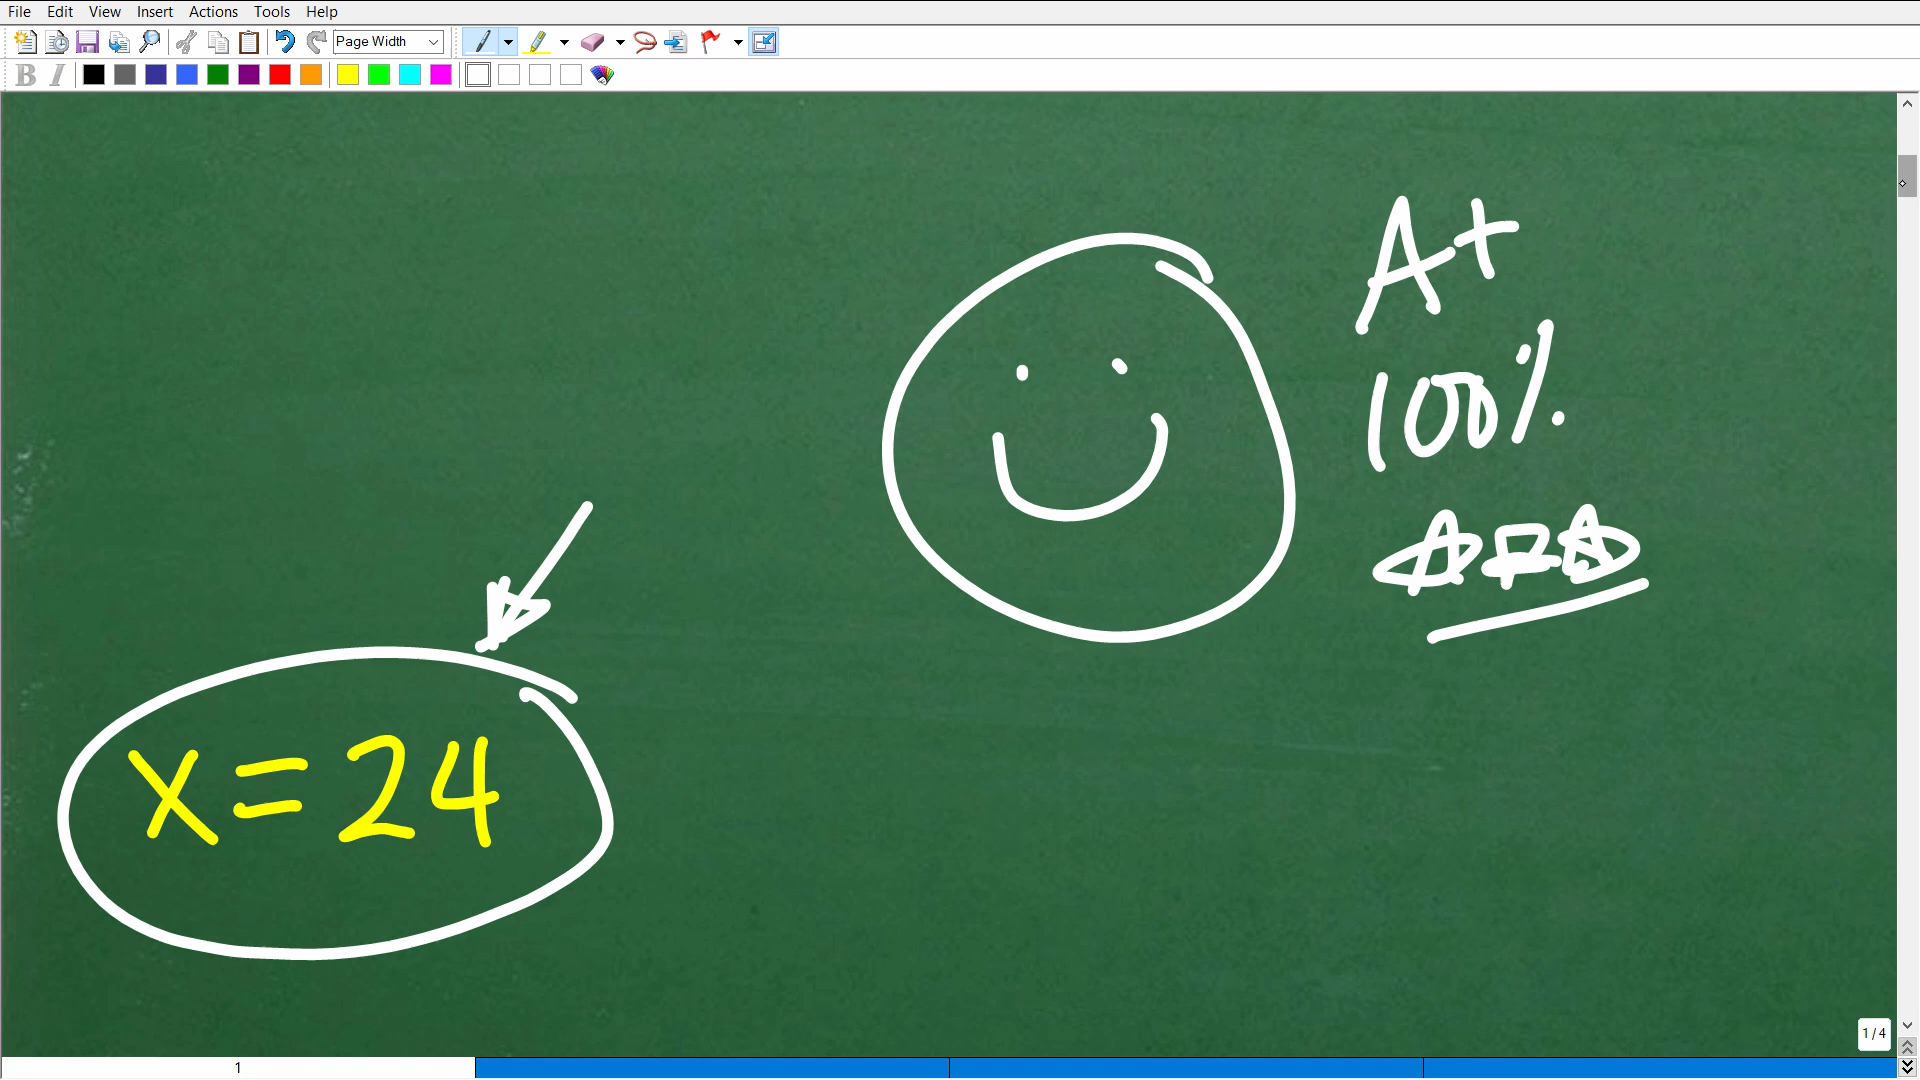 File Edit View Insert Actions Tools Help
Page Width
B I
A+
100%
x=24
1 / 4
1